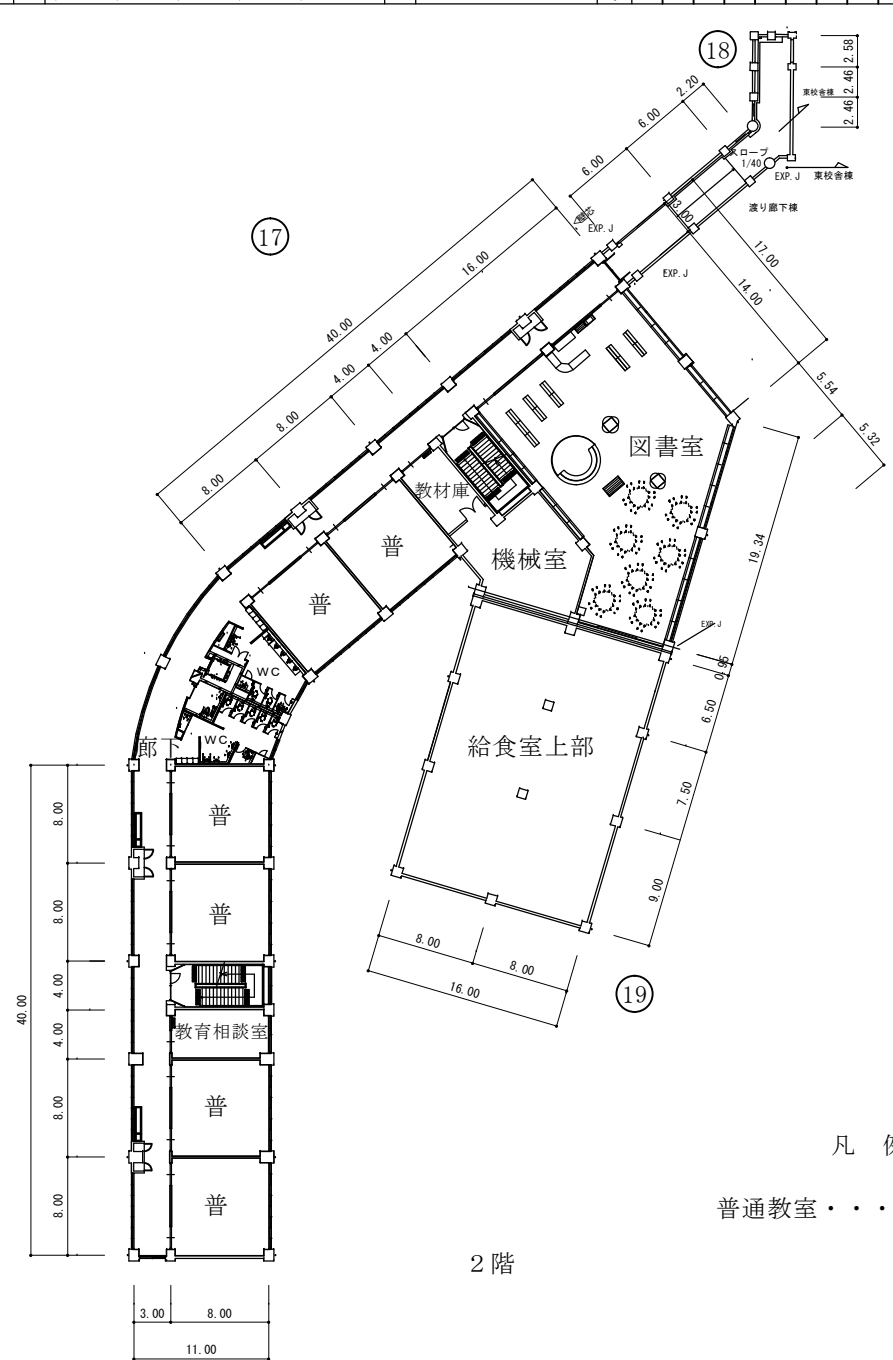 18
2.58
2.46
2.46
東校舎棟
2.20
6.00
6.00
スロープ
1/40
EXP.J 東校舎棟
渡り廊下棟
3.00
EXP.J
17
EXP.J
17.00
14.00
5.54
5.32
16.00
40.00
4.00
4.00
8.00
8.00
図書室
教材庫
機械室
普
普
19.34
EXP.J
0.95
6.50
7.50
9.00
WC
WC
廊下
給食室上部
8.00
8.00
16.00
19
普
普
教育相談室
普
普
8.00
8.00
4.00
4.00
8.00
8.00
40.00
3.00 8.00
11.00
2階
凡 例
普通教室・・・